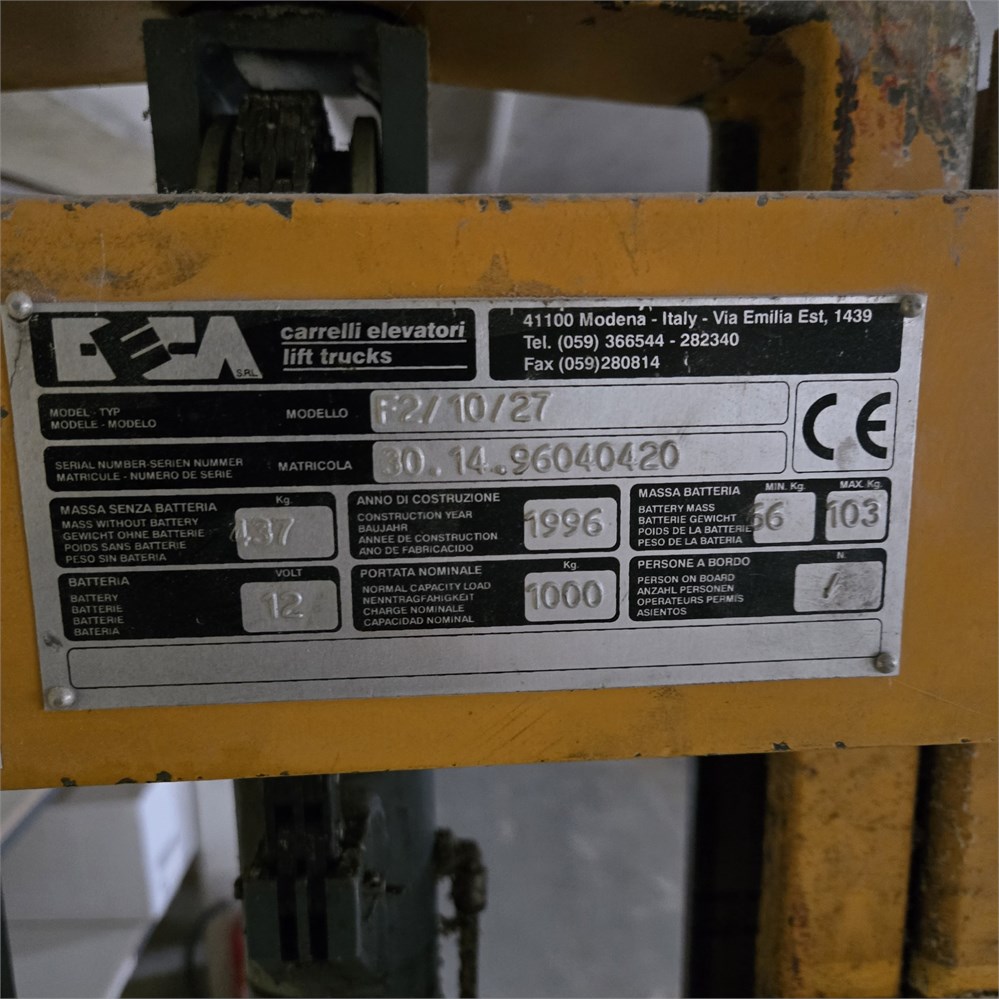 S.R.L.
carrelli elevatori
lift trucks
41100 Modena - Italy - Via Emilia Est, 1439
Tel. (059) 366544 - 282340
Fax (059)280814
MODEL - TYP
MODELE - MODELO
MODELLO
F2/10/27
CE
SERIAL NUMBER-SERIEN NUMMER
MATRICULE - NUMERO DE SERIE
MATRICOLA
30.14.96040420
MASSA SENZA BATTERIA
MASS WITHOUT BATTERY
GEWICHT OHNE BATTERIE
POIDS SANS BATTERIE
PESO SIN BATERIA
Kg.
437
ANNO DI COSTRUZIONE
CONSTRUCTION YEAR
BAUJAHR
ANNEE DE CONSTRUCTION
ANO DE FABRICACIDO
1996
MASSA BATTERIA
BATTERY MASS
BATTERIE GEWICHT
POIDS DE LA BATTERIE
PESO DE LA BATERIA
MIN. Kg.
66
MAX. Kg.
103
BATTERIA
BATTERY
BATTERIE
BATTERIE
BATERIA
VOLT
12
PORTATA NOMINALE
NORMAL CAPACITY LOAD
NENNTRAGFAHIGKEIT
CHARGE NOMINALE
CAPACIDAD NOMINAL
Kg.
1000
PERSONE A BORDO
PERSON ON BOARD
ANZAHL PERSONEN
OPERATEURS PERMIS
ASIENTOS
N.
/